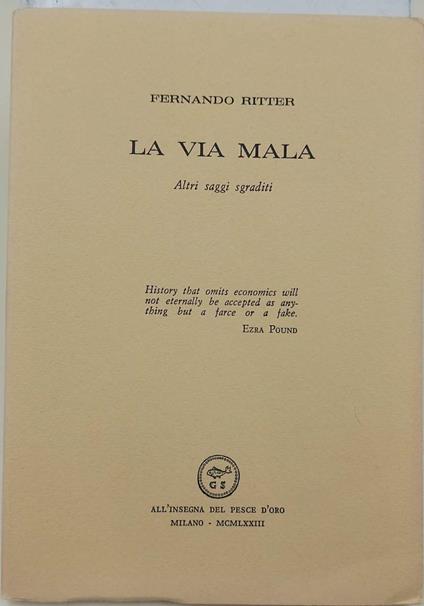 FERNANDO RITTER
LA VIA MALA
Altri saggi sgraditi
History that omits economics will
not eternally be accepted as any-
thing but a farce or a fake.
EZRA POUND
G S
ALL'INSEGNA DEL PESCE D'ORO
MILANO - MCMLXXIII